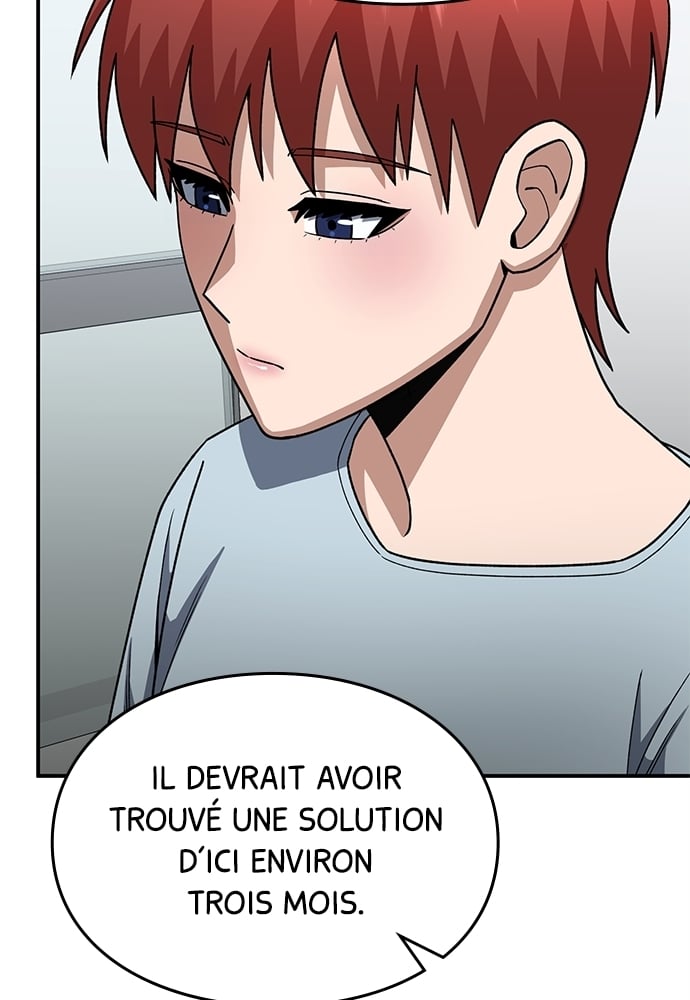 IL DEVRAIT AVOIR
TROUVÉ UNE SOLUTION
D'ICI ENVIRON
TROIS MOIS.